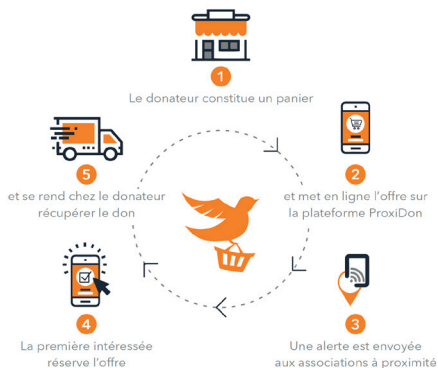 1
Le donateur constitue un panier
2
et met en ligne l'offre sur
la plateforme ProxiDon
3
Une alerte est envoyée
aux associations à proximité
4
La première intéressée
réserve l'offre
5
et se rend chez le donateur
récupérer le don